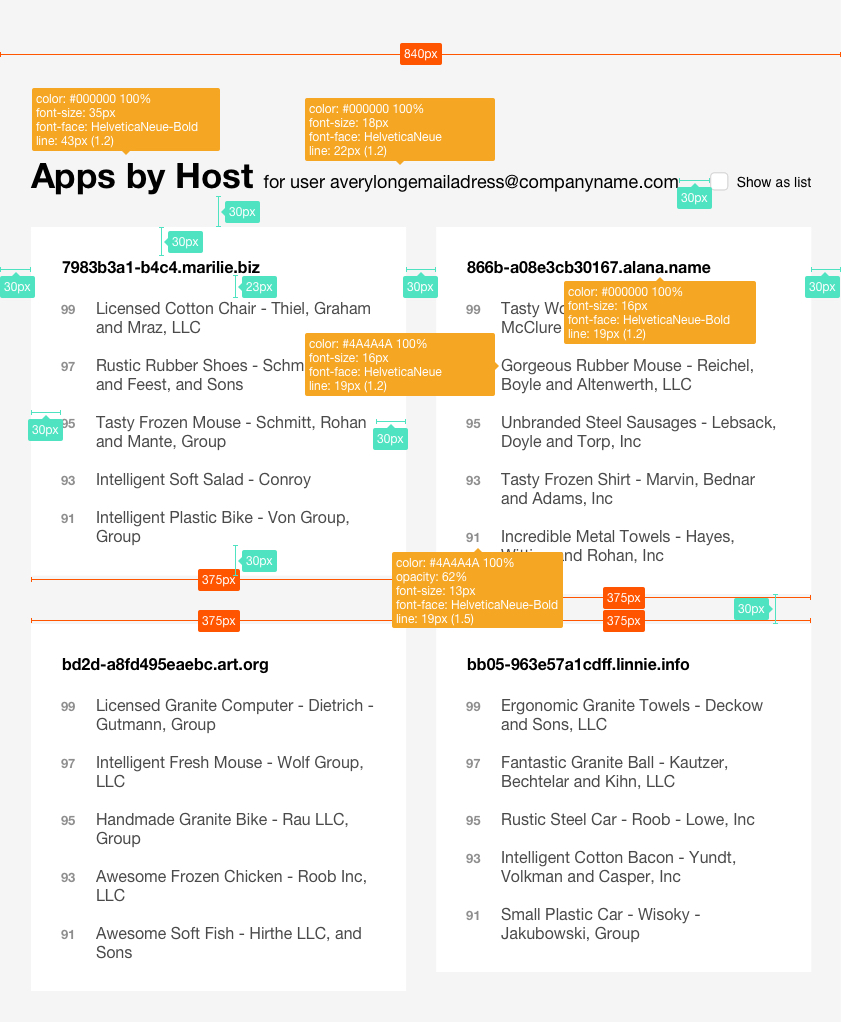 840px
color: #000000 100%
font-size: 35px
font-face: HelveticaNeue-Bold
line: 43px (1.2)
color: #000000 100%
font-size: 18px
font-face: HelveticaNeue
line: 22px (1.2)
Apps by Host for user averylongemailadress@companyname.com
Show as list
30px
30px
30px
30px
7983b3a1-b4c4.marilie.biz
23px
30px
99 Licensed Cotton Chair - Thiel, Graham
and Mraz, LLC
97 Rustic Rubber Shoes - Schm
and Feest, and Sons
95 Tasty Frozen Mouse - Schmitt, Rohan
and Mante, Group
30px
30px
93 Intelligent Soft Salad - Conroy
91 Intelligent Plastic Bike - Von Group,
Group
30px
375px
866b-a08e3cb30167.alana.name
30px
color: #000000 100%
font-size: 16px
font-face: HelveticaNeue-Bold
line: 19px (1.2)
99 Tasty
McClure
color: #4A4A4A 100%
font-size: 16px
font-face: HelveticaNeue
line: 19px (1.2)
Gorgeous Rubber Mouse - Reichel,
Boyle and Altenwerth, LLC
95 Unbranded Steel Sausages - Lebsack,
Doyle and Torp, Inc
93 Tasty Frozen Shirt - Marvin, Bednar
and Adams, Inc
91 Incredible Metal Towels - Hayes,
and Rohan, Inc
color: #4A4A4A 100%
opacity: 62%
font-size: 13px
font-face: HelveticaNeue-Bold
line: 19px (1.5)
375px
30px
375px
375px
bd2d-a8fd495eaebc.art.org
99 Licensed Granite Computer - Dietrich -
Gutmann, Group
97 Intelligent Fresh Mouse - Wolf Group,
LLC
95 Handmade Granite Bike - Rau LLC,
Group
93 Awesome Frozen Chicken - Roob Inc,
LLC
91 Awesome Soft Fish - Hirthe LLC, and
Sons
bb05-963e57a1cdff.linnie.info
99 Ergonomic Granite Towels - Deckow
and Sons, LLC
97 Fantastic Granite Ball - Kautzer,
Bechtelar and Kihn, LLC
95 Rustic Steel Car - Roob - Lowe, Inc
93 Intelligent Cotton Bacon - Yundt,
Volkman and Casper, Inc
91 Small Plastic Car - Wisoky -
Jakubowski, Group